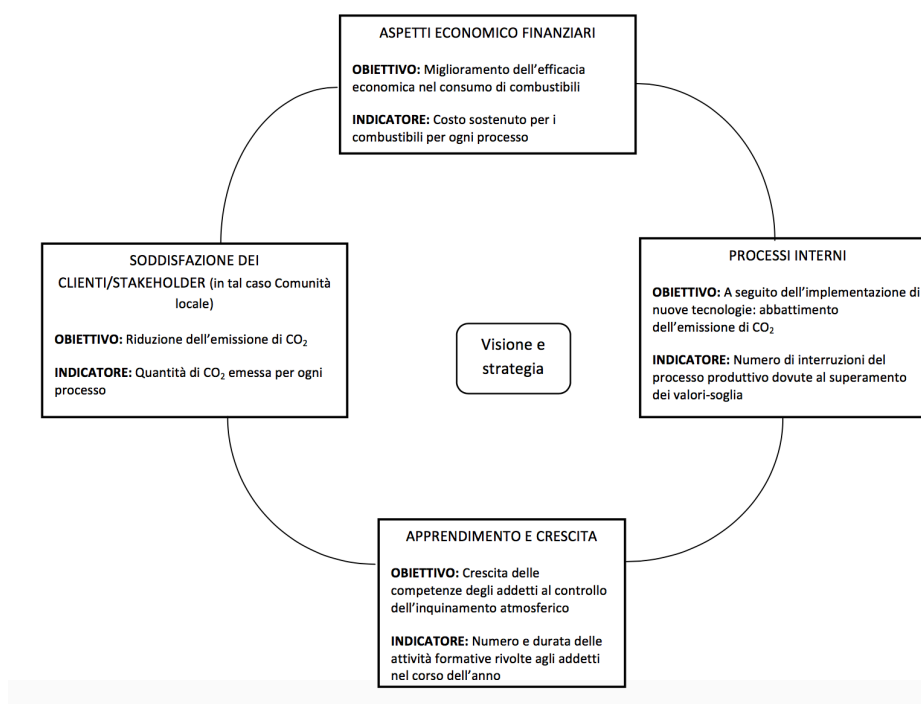 ASPETTI ECONOMICO FINANZIARI
OBIETTIVO: Miglioramento dell’efficacia
economica nel consumo di combustibili
INDICATORE: Costo sostenuto per i
combustibili per ogni processo
SODDISFAZIONE DEI
CLIENTI/STAKEHOLDER (in tal caso Comunità
locale)
OBIETTIVO: Riduzione dell’emissione di CO₂
INDICATORE: Quantità di CO₂ emessa per ogni
processo
Visione e
strategia
PROCESSI INTERNI
OBIETTIVO: A seguito dell’implementazione di
nuove tecnologie: abbattimento
dell’emissione di CO₂
INDICATORE: Numero di interruzioni del
processo produttivo dovute al superamento
dei valori-soglia
APPRENDIMENTO E CRESCITA
OBIETTIVO: Crescita delle
competenze degli addetti al controllo
dell’inquinamento atmosferico
INDICATORE: Numero e durata delle
attività formative rivolte agli addetti
nel corso dell’anno